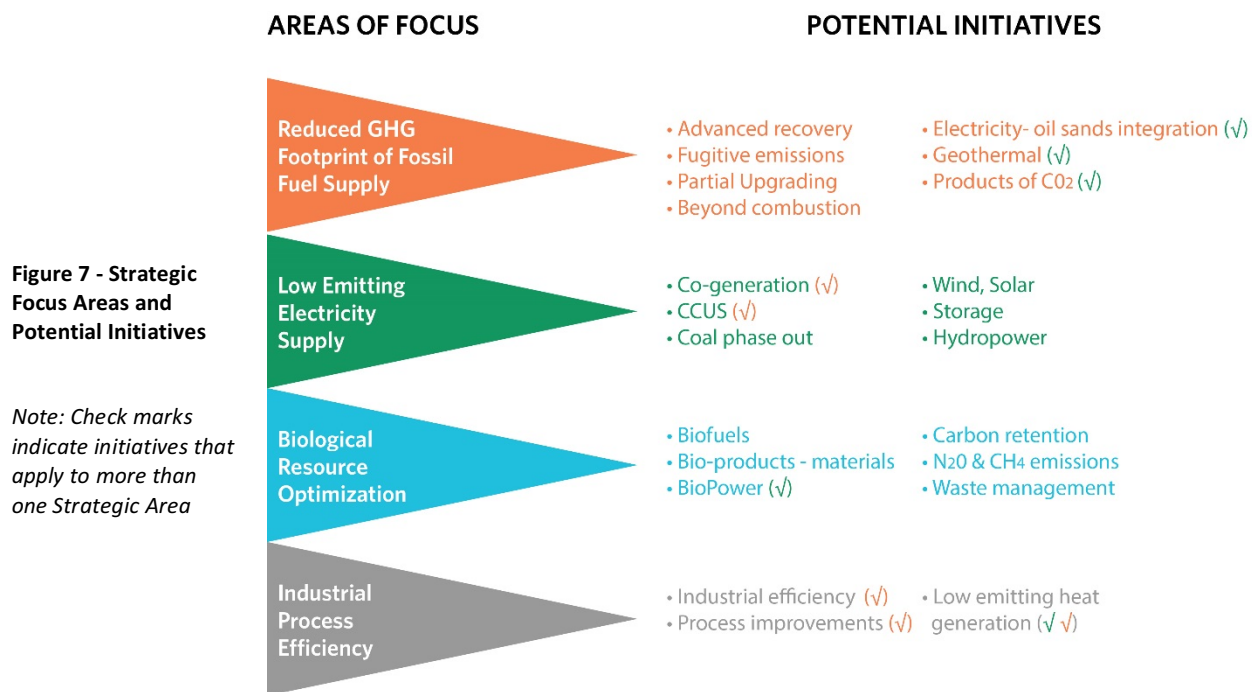 AREAS OF FOCUS
POTENTIAL INITIATIVES
Figure 7 - Strategic
Focus Areas and
Potential Initiatives
Note: Check marks
indicate initiatives that
apply to more than
one Strategic Area
Reduced GHG
Footprint of Fossil
Fuel Supply
• Advanced recovery
• Fugitive emissions
• Partial Upgrading
• Beyond combustion
• Electricity- oil sands integration (√)
• Geothermal (√)
• Products of C02 (√)
Low Emitting
Electricity
Supply
• Co-generation (√)
• CCUS (√)
• Coal phase out
• Wind, Solar
• Storage
• Hydropower
Biological
Resource
Optimization
• Biofuels
• Bio-products - materials
• BioPower (√)
• Carbon retention
• N20 & CH4 emissions
• Waste management
Industrial
Process
Efficiency
• Industrial efficiency (√)
• Process improvements (√)
• Low emitting heat
generation (√ √)